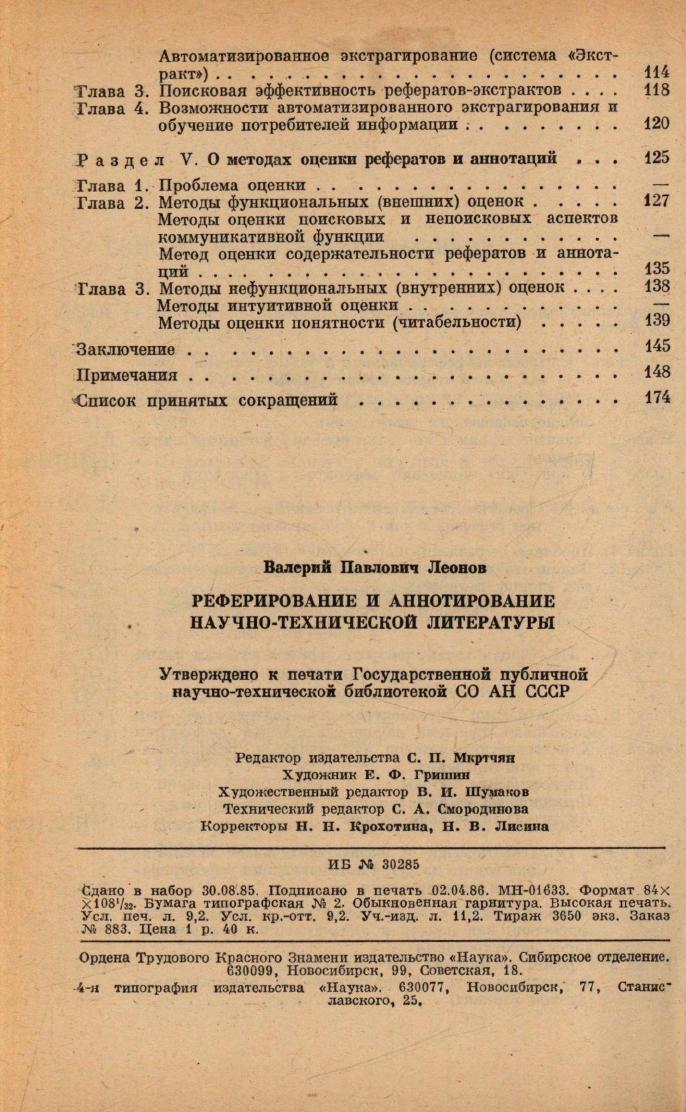 Автоматизированное экстрагирование (система «Экст-
ракт») . . . . . . . . . . . . . . . . . . . . . . 114
Глава 3. Поисковая эффективность рефератов-экстрактов . . . . 118
Глава 4. Возможности автоматизированного экстрагирования и
обучение потребителей информации . . . . . . . . . 120
Раздел V. О методах оценки рефератов и аннотаций . . . 125
Глава 1. Проблема оценки . . . . . . . . . . . . . . . . . —
Глава 2. Методы функциональных (внешних) оценок . . . . . 127
Методы оценки поисковых и непоисковых аспектов
коммуникативной функции . . . . . . . . . . . . —
Метод оценки содержательности рефератов и аннота-
ций . . . . . . . . . . . . . . . . . . . . . . . 135
Глава 3. Методы нефункциональных (внутренних) оценок . . . . 138
Методы интуитивной оценки . . . . . . . . . . . . —
Методы оценки понятности (читабельности) . . . . . 139
Заключение . . . . . . . . . . . . . . . . . . . . . . . 145
Примечания . . . . . . . . . . . . . . . . . . . . . . . 148
Список принятых сокращений . . . . . . . . . . . . . . . 174
Валерий Павлович Леонов
РЕФЕРИРОВАНИЕ И АННОТИРОВАНИЕ
НАУЧНО-ТЕХНИЧЕСКОЙ ЛИТЕРАТУРЫ
Утверждено к печати Государственной публичной
научно-технической библиотекой СО АН СССР
Редактор издательства С. П. Мкртчян
Художник Е. Ф. Гришин
Художественный редактор В. И. Шумаков
Технический редактор С. А. Смородинова
Корректоры Н. Н. Крохотина, Н. В. Лисина
ИБ № 30285
Сдано в набор 30.08.85. Подписано в печать 02.04.86. МН-01633. Формат 84×
×108¹/₃₂. Бумага типографская № 2. Обыкновенная гарнитура. Высокая печать.
Усл. печ. л. 9,2. Усл. кр.-отт. 9,2. Уч.-изд. л. 11,2. Тираж 3650 экз. Заказ
№ 883. Цена 1 р. 40 к.
Ордена Трудового Красного Знамени издательство «Наука». Сибирское отделение.
630099, Новосибирск, 99, Советская, 18.
4-я типография издательства «Наука». 630077, Новосибирск, 77, Станис-
лавского, 25.